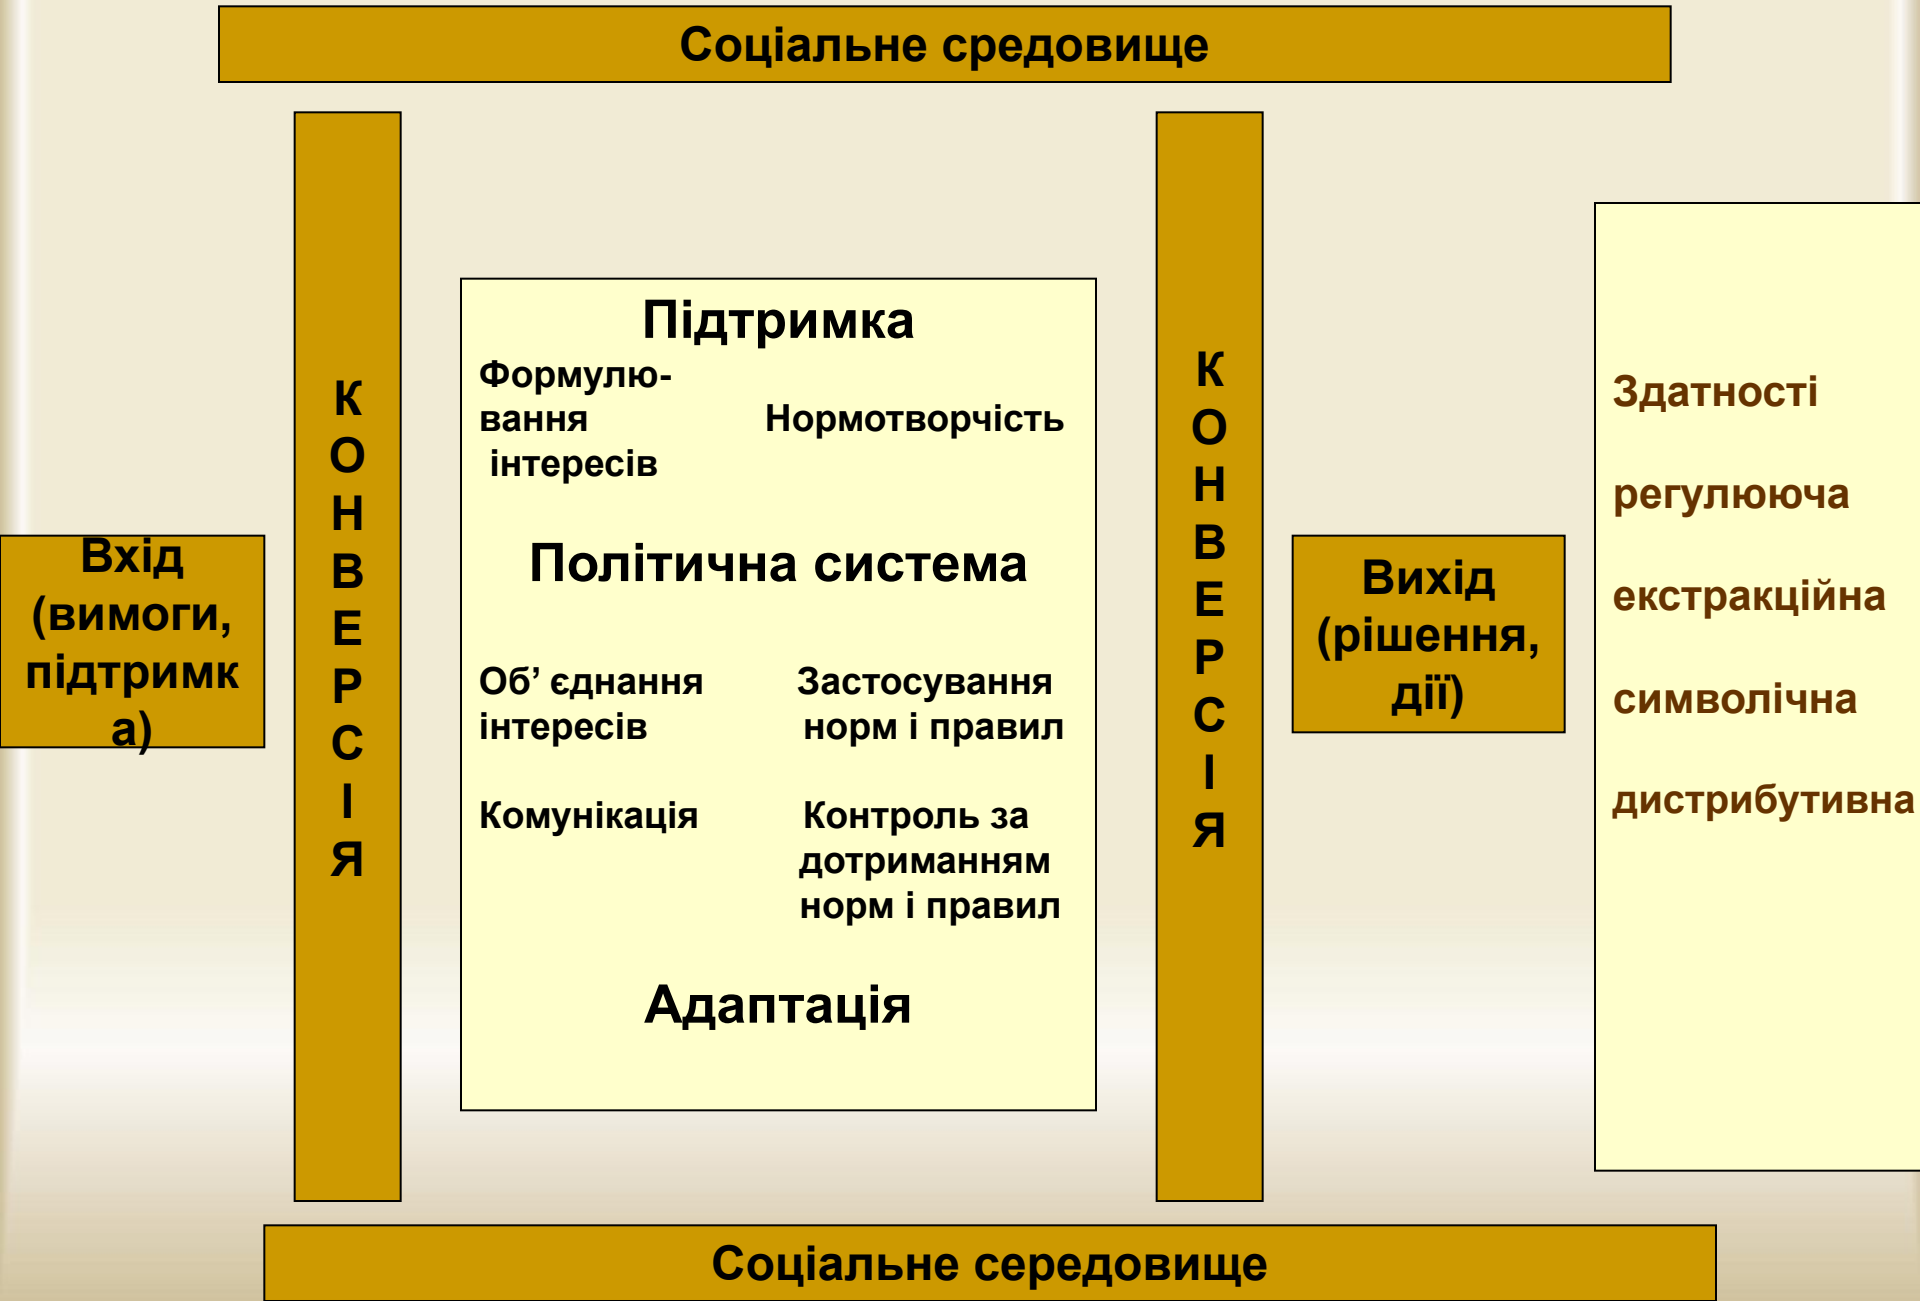 Соціальне средовище
Вхід
(вимоги,
підтримк
а)
К
О
Н
В
Е
Р
С
І
Я
Підтримка
Формулю-
вання Нормотворчість
інтересів
Політична система
Об’ єднання Застосування
інтересів норм і правил
Комунікація Контроль за
дотриманням
норм і правил
Адаптація
К
О
Н
В
Е
Р
С
І
Я
Вихід
(рішення,
дії)
Здатності
регулююча
екстракційна
символічна
дистрибутивна
Соціальне середовище